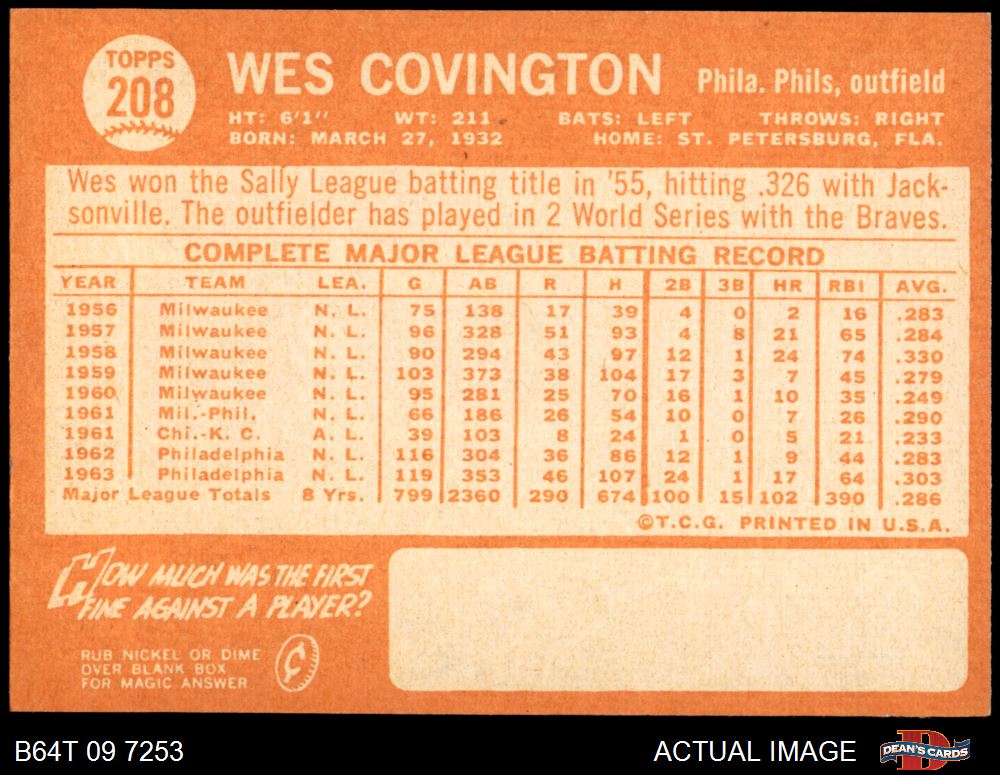 TOPPS
208
WES COVINGTON Phila. Phils, outfield
HT: 6'1" WT: 211 BATS: LEFT THROWS: RIGHT
BORN: MARCH 27, 1932 HOME: ST. PETERSBURG, FLA.
Wes won the Sally League batting title in '55, hitting .326 with Jack-
sonville. The outfielder has played in 2 World Series with the Braves.
COMPLETE MAJOR LEAGUE BATTING RECORD
YEAR TEAM LEA. G AB R H 2B 3B HR RBI AVG.
1956 Milwaukee N. L. 75 138 17 39 4 0 2 16 .283
1957 Milwaukee N. L. 96 328 51 93 4 8 21 65 .284
1958 Milwaukee N. L. 90 294 43 97 12 1 24 74 .330
1959 Milwaukee N. L. 103 373 38 104 17 3 7 45 .279
1960 Milwaukee N. L. 95 281 25 70 16 1 10 35 .249
1961 Mil.-Phil. N. L. 66 186 26 54 10 0 7 26 .290
1961 Chi.-K. C. A. L. 39 103 8 24 1 0 5 21 .233
1962 Philadelphia N. L. 116 304 36 86 12 1 9 44 .283
1963 Philadelphia N. L. 119 353 46 107 24 1 17 64 .303
Major League Totals 8 Yrs. 799 2360 290 674 100 15 102 390 .286
©T.C.G. PRINTED IN U.S.A.
HOW MUCH WAS THE FIRST
FINE AGAINST A PLAYER?
RUB NICKEL OR DIME
OVER BLANK BOX
FOR MAGIC ANSWER
¢
B64T 09 7253 ACTUAL IMAGE D DEAN'S CARDS